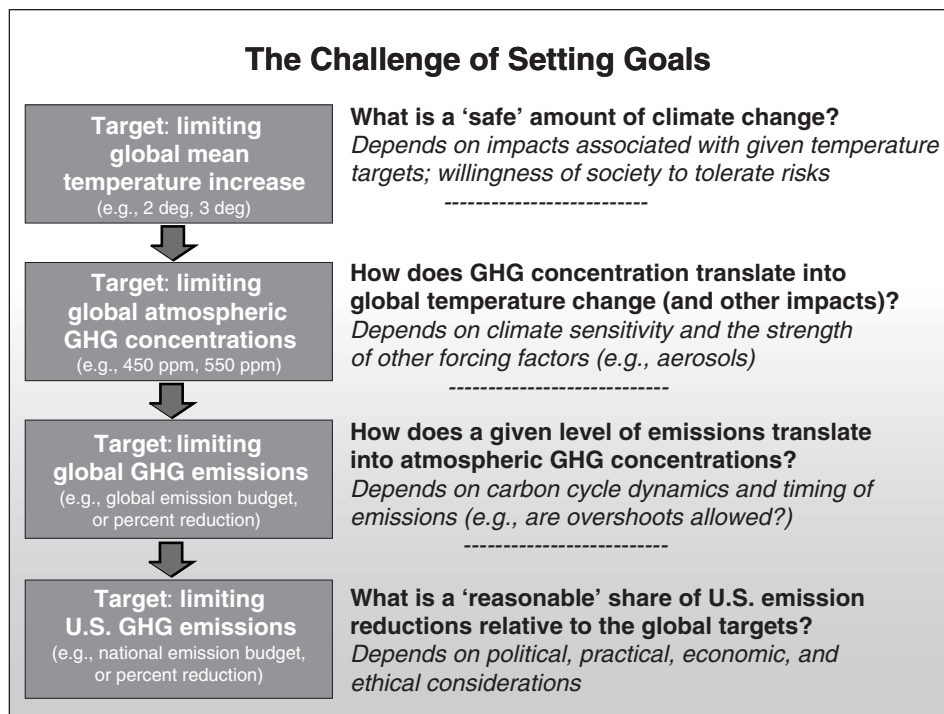 The Challenge of Setting Goals
Target: limiting
global mean
temperature increase
(e.g., 2 deg, 3 deg)
What is a ‘safe’ amount of climate change?
Depends on impacts associated with given temperature
targets; willingness of society to tolerate risks
--------------------------
Target: limiting
global atmospheric
GHG concentrations
(e.g., 450 ppm, 550 ppm)
How does GHG concentration translate into
global temperature change (and other impacts)?
Depends on climate sensitivity and the strength
of other forcing factors (e.g., aerosols)
----------------------------
Target: limiting
global GHG emissions
(e.g., global emission budget,
or percent reduction)
How does a given level of emissions translate
into atmospheric GHG concentrations?
Depends on carbon cycle dynamics and timing of
emissions (e.g., are overshoots allowed?)
--------------------------
Target: limiting
U.S. GHG emissions
(e.g., national emission budget,
or percent reduction)
What is a ‘reasonable’ share of U.S. emission
reductions relative to the global targets?
Depends on political, practical, economic, and
ethical considerations